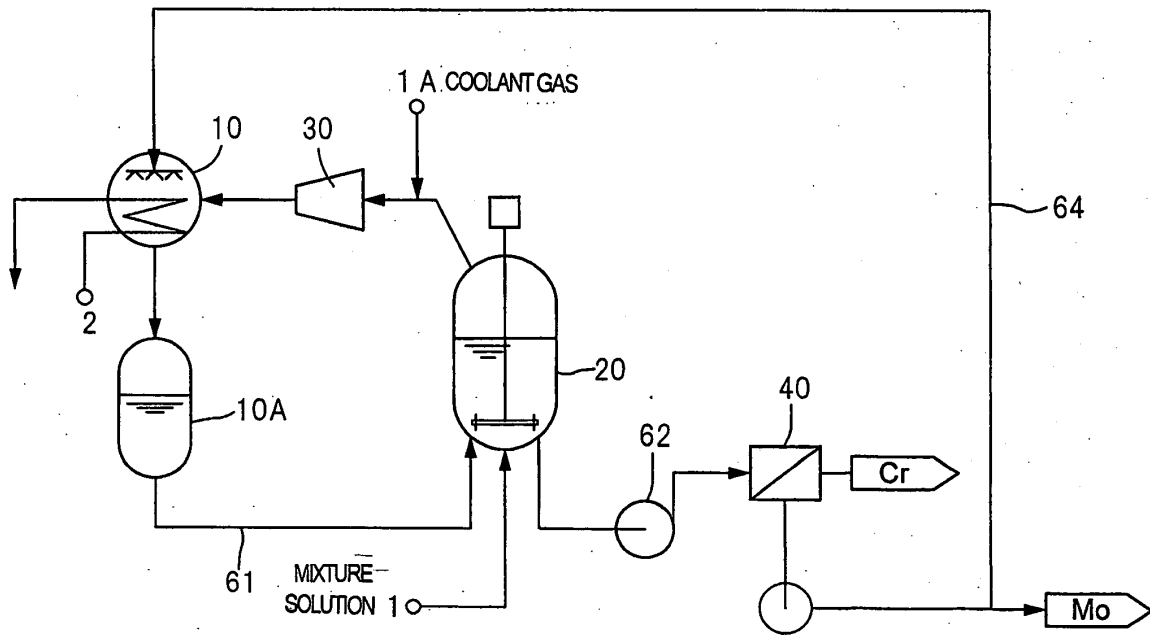 1 A COOLANT GAS
10
30
64
2
20
10A
62
40
Cr
61
MIXTURE
SOLUTION 1
Mo